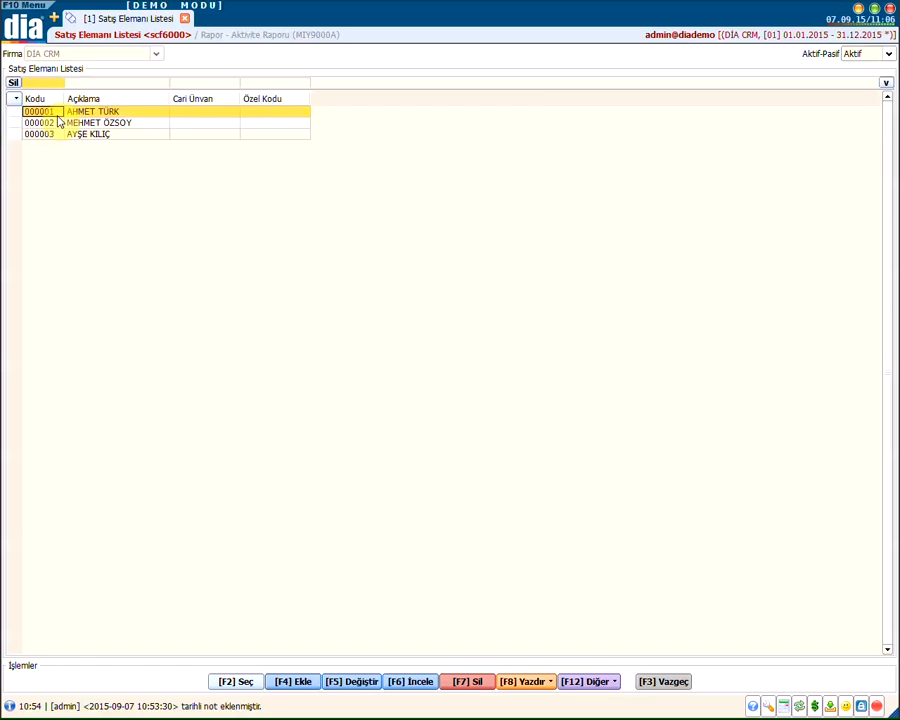 F10 Menu
[DEMO MODU]
dia
[1] Satış Elemanı Listesi
07.09.15/11:06
Satış Elemanı Listesi <scf6000> / Rapor - Aktivite Raporu (MIY9000A)
admin@diademo [(DİA CRM, [01] 01.01.2015 - 31.12.2015 *)]
Firma DİA CRM
Aktif-Pasif Aktif
Satış Elemanı Listesi
Sil
v
Kodu Açıklama Cari Ünvan Özel Kodu
000001 AHMET TÜRK
000002 MEHMET ÖZSOY
000003 AYŞE KILIÇ
İşlemler
[F2] Seç [F4] Ekle [F5] Değiştir [F6] İncele [F7] Sil [F8] Yazdır [F12] Diğer [F3] Vazgeç
10:54 | [admin] <2015-09-07 10:53:30> tarihli not eklenmiştir.